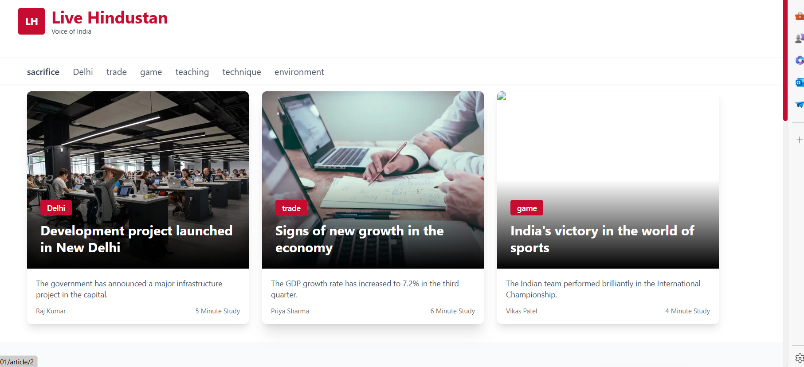 LH
Live Hindustan
Voice of India
sacrifice Delhi trade game teaching technique environment
Delhi
Development project launched
in New Delhi
The government has announced a major infrastructure
project in the capital.
Raj Kumar 5 Minute Study
trade
Signs of new growth in the
economy
The GDP growth rate has increased to 7.2% in the third
quarter.
Priya Sharma 6 Minute Study
game
India's victory in the world of
sports
The Indian team performed brilliantly in the International
Championship.
Vikas Patel 4 Minute Study
01/article/2